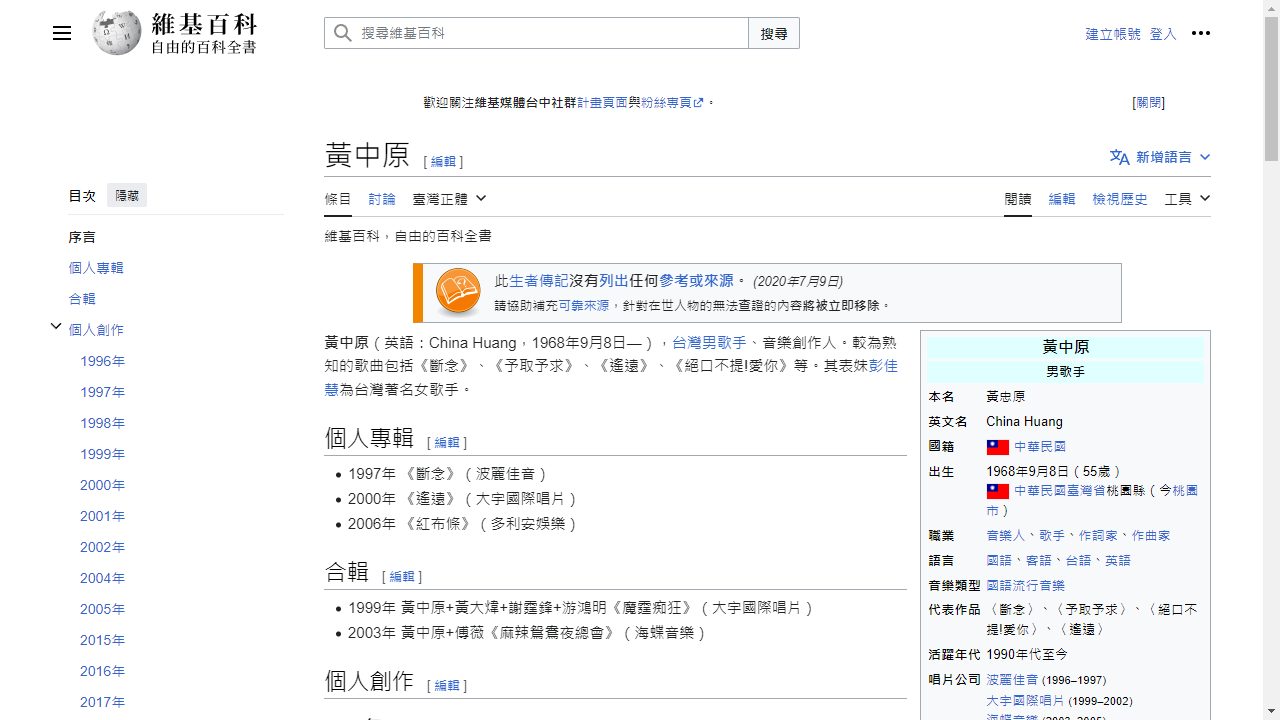 維基百科
自由的百科全書
搜尋維基百科
搜尋
建立帳號 登入
歡迎關注維基媒體台中社群計畫頁面與粉絲專頁。
[關閉]
黃中原 [ 編輯 ]
新增語言
目次 隱藏
序言
個人專輯
合輯
個人創作
1996年
1997年
1998年
1999年
2000年
2001年
2002年
2004年
2005年
2015年
2016年
2017年
條目 討論 臺灣正體
閱讀 編輯 檢視歷史 工具
維基百科,自由的百科全書
此生者傳記沒有列出任何參考或來源。 (2020年7月9日)
請協助補充可靠來源,針對在世人物的無法查證的內容將被立即移除。
黃中原(英語:China Huang,1968年9月8日—),台灣男歌手、音樂創作人。較為熟
知的歌曲包括《斷念》、《予取予求》、《遙遠》、《絕口不提!愛你》等。其表妹彭佳
慧為台灣著名女歌手。
個人專輯 [ 編輯 ]
1997年 《斷念》(波麗佳音)
2000年 《遙遠》(大宇國際唱片)
2006年 《紅布條》(多利安娛樂)
合輯 [ 編輯 ]
1999年 黃中原+黃大煒+謝霆鋒+游鴻明《魔霆痴狂》(大宇國際唱片)
2003年 黃中原+傅薇《麻辣鴛鴦夜總會》(海蝶音樂)
個人創作 [ 編輯 ]
黃中原
男歌手
本名 黃忠原
英文名 China Huang
國籍 中華民國
出生 1968年9月8日(55歲)
中華民國臺灣省桃園縣(今桃園
市)
職業 音樂人、歌手、作詞家、作曲家
語言 國語、客語、台語、英語
音樂類型 國語流行音樂
代表作品 〈斷念〉、〈予取予求〉、〈絕口不
提!愛你〉、〈遙遠〉
活躍年代 1990年代至今
唱片公司 波麗佳音 (1996–1997)
大宇國際唱片 (1999–2002)
海蝶音樂 (2003–2005)